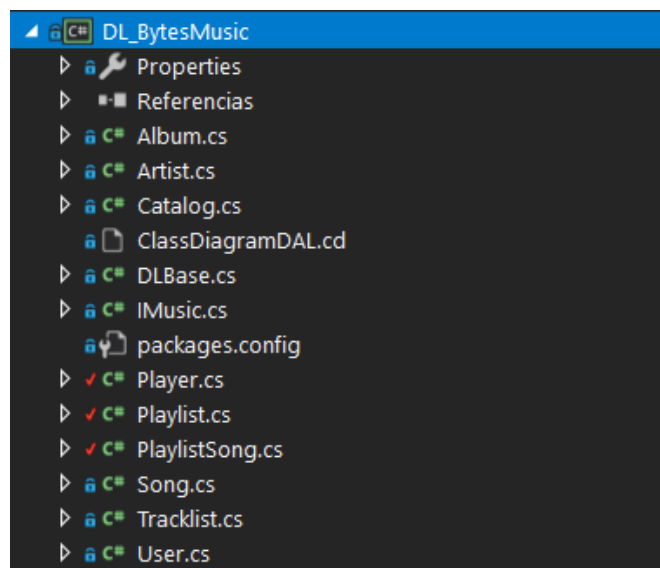 C# DL_BytesMusic
Properties
Referencias
C# Album.cs
C# Artist.cs
C# Catalog.cs
ClassDiagramDAL.cd
C# DLBase.cs
C# IMusic.cs
packages.config
C# Player.cs
C# Playlist.cs
C# PlaylistSong.cs
C# Song.cs
C# Tracklist.cs
C# User.cs